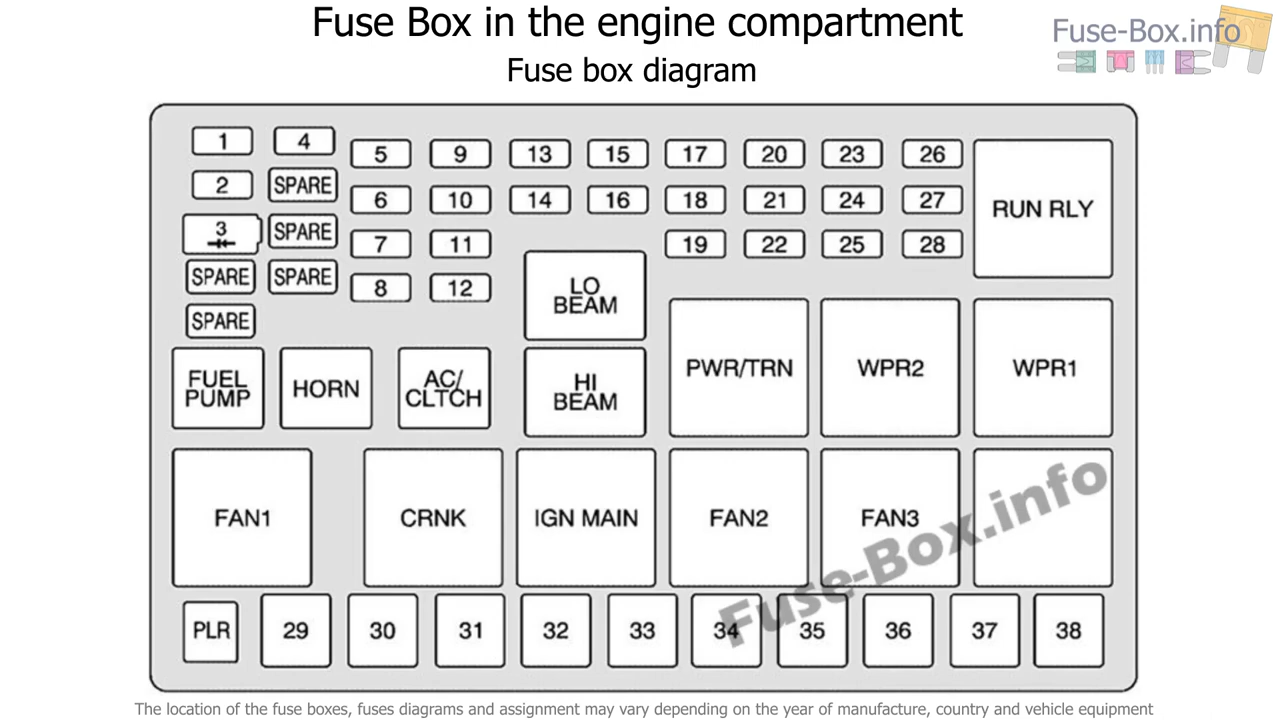 Fuse Box in the engine compartment
Fuse-Box.info
Fuse box diagram
1 4
5 9 13 15 17 20 23 26
2 SPARE
6 10 14 16 18 21 24 27
RUN RLY
3 SPARE
7 11 19 22 25 28
SPARE SPARE
8 12
LO
BEAM
SPARE
FUEL
PUMP
HORN
AC/
CLTCH
HI
BEAM
PWR/TRN
WPR2
WPR1
FAN1 CRNK IGN MAIN FAN2 FAN3
Fuse-Box.info
PLR 29 30 31 32 33 34 35 36 37 38
The location of the fuse boxes, fuses diagrams and assignment may vary depending on the year of manufacture, country and vehicle equipment